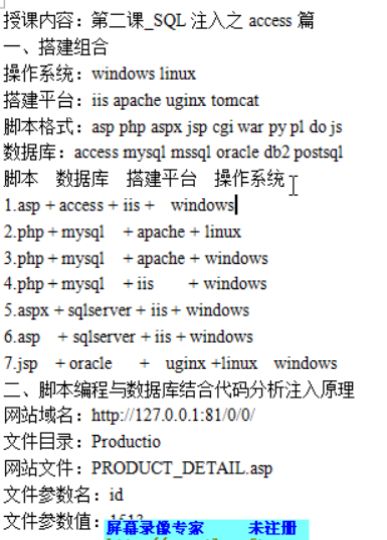 授课内容：第二课_SQL 注入之 access 篇
一、搭建组合
操作系统：windows linux
搭建平台：iis apache uginx tomcat
脚本格式：asp php aspx jsp cgi war py pl do js
数据库：access mysql mssql oracle db2 postsql
脚本 数据库 搭建平台 操作系统
1.asp + access + iis + windows
2.php + mysql + apache + linux
3.php + mysql + apache + windows
4.php + mysql + iis + windows
5.aspx + sqlserver + iis + windows
6.asp + sqlserver + iis + windows
7.jsp + oracle + uginx +linux windows
二、脚本编程与数据库结合代码分析注入原理
网站域名：http://127.0.0.1:81/0/0/
文件目录：Productio
网站文件：PRODUCT_DETAIL.asp
文件参数名：id
文件参数值：
屏幕录像专家 未注册